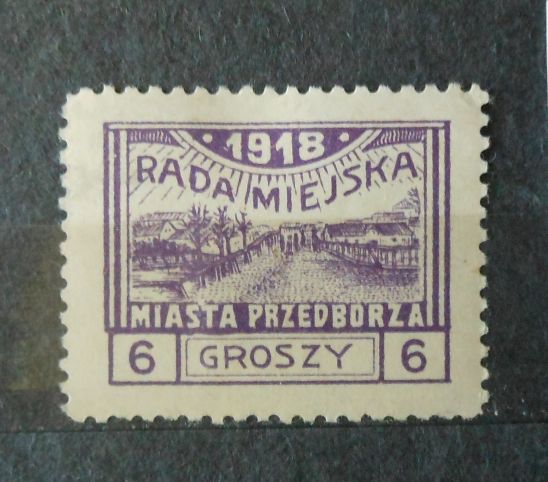 · 1918 ·
RADA MIEJSKA
MIASTA PRZEDBORZA
6 GROSZY 6